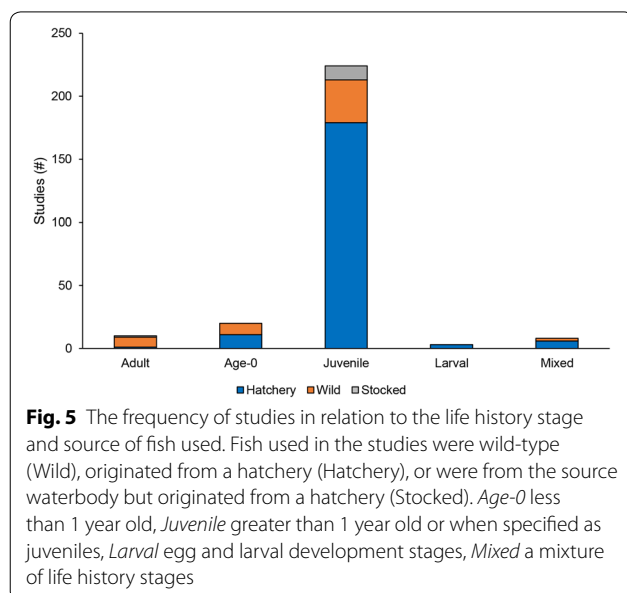 250
200
150
100
50
0
Studies (#)
Adult Age-0 Juvenile Larval Mixed
Hatchery Wild Stocked
Fig. 5 The frequency of studies in relation to the life history stage
and source of fish used. Fish used in the studies were wild-type
(Wild), originated from a hatchery (Hatchery), or were from the source
waterbody but originated from a hatchery (Stocked). Age-0 less
than 1 year old, Juvenile greater than 1 year old or when specified as
juveniles, Larval egg and larval development stages, Mixed a mixture
of life history stages